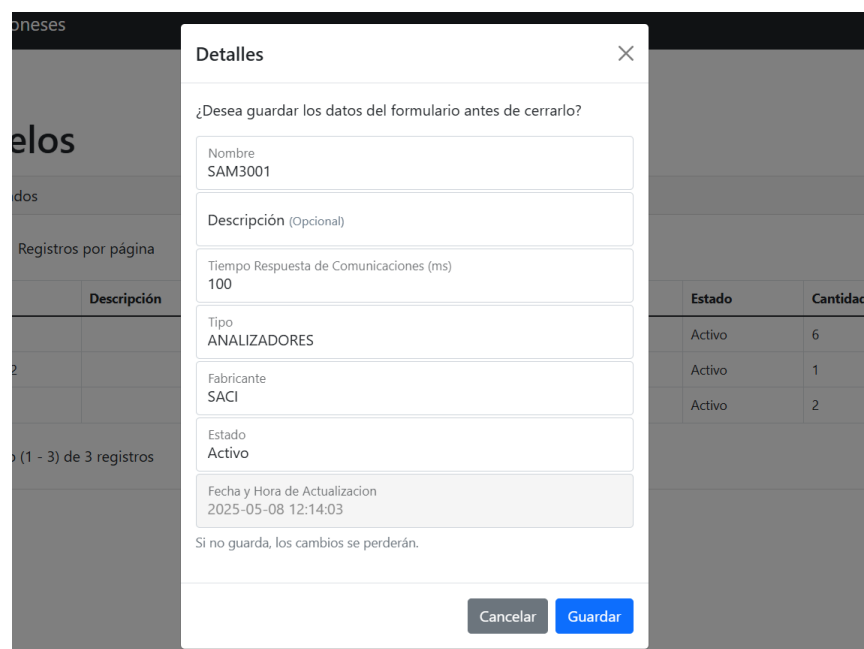 oneses
Detalles
¿Desea guardar los datos del formulario antes de cerrarlo?
elos
Nombre
SAM3001
dos
Descripción (Opcional)
Registros por página
Tiempo Respuesta de Comunicaciones (ms)
100
Descripción
Estado
Cantidad
Tipo
ANALIZADORES
Activo
6
2
Activo
1
Fabricante
SACI
Activo
2
Estado
Activo
(1 - 3) de 3 registros
Fecha y Hora de Actualizacion
2025-05-08 12:14:03
Si no guarda, los cambios se perderán.
Cancelar
Guardar